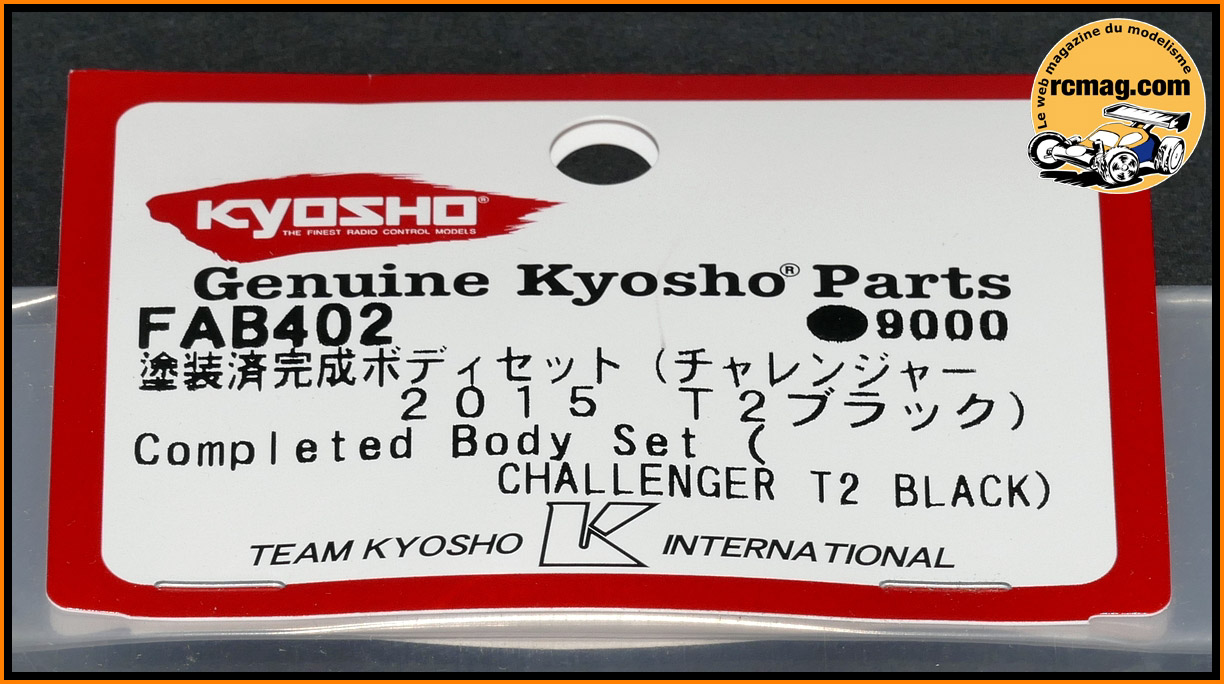 Le web magazine du modelisme
rcmag.com
KYOSHO®
THE FINEST RADIO CONTROL MODELS
Genuine Kyosho® Parts
FAB402 ●9000
塗装済完成ボディセット（チャレンジャー
２０１５　Ｔ２ブラック）
Completed Body Set (
CHALLENGER T2 BLACK)
TEAM KYOSHO K INTERNATIONAL